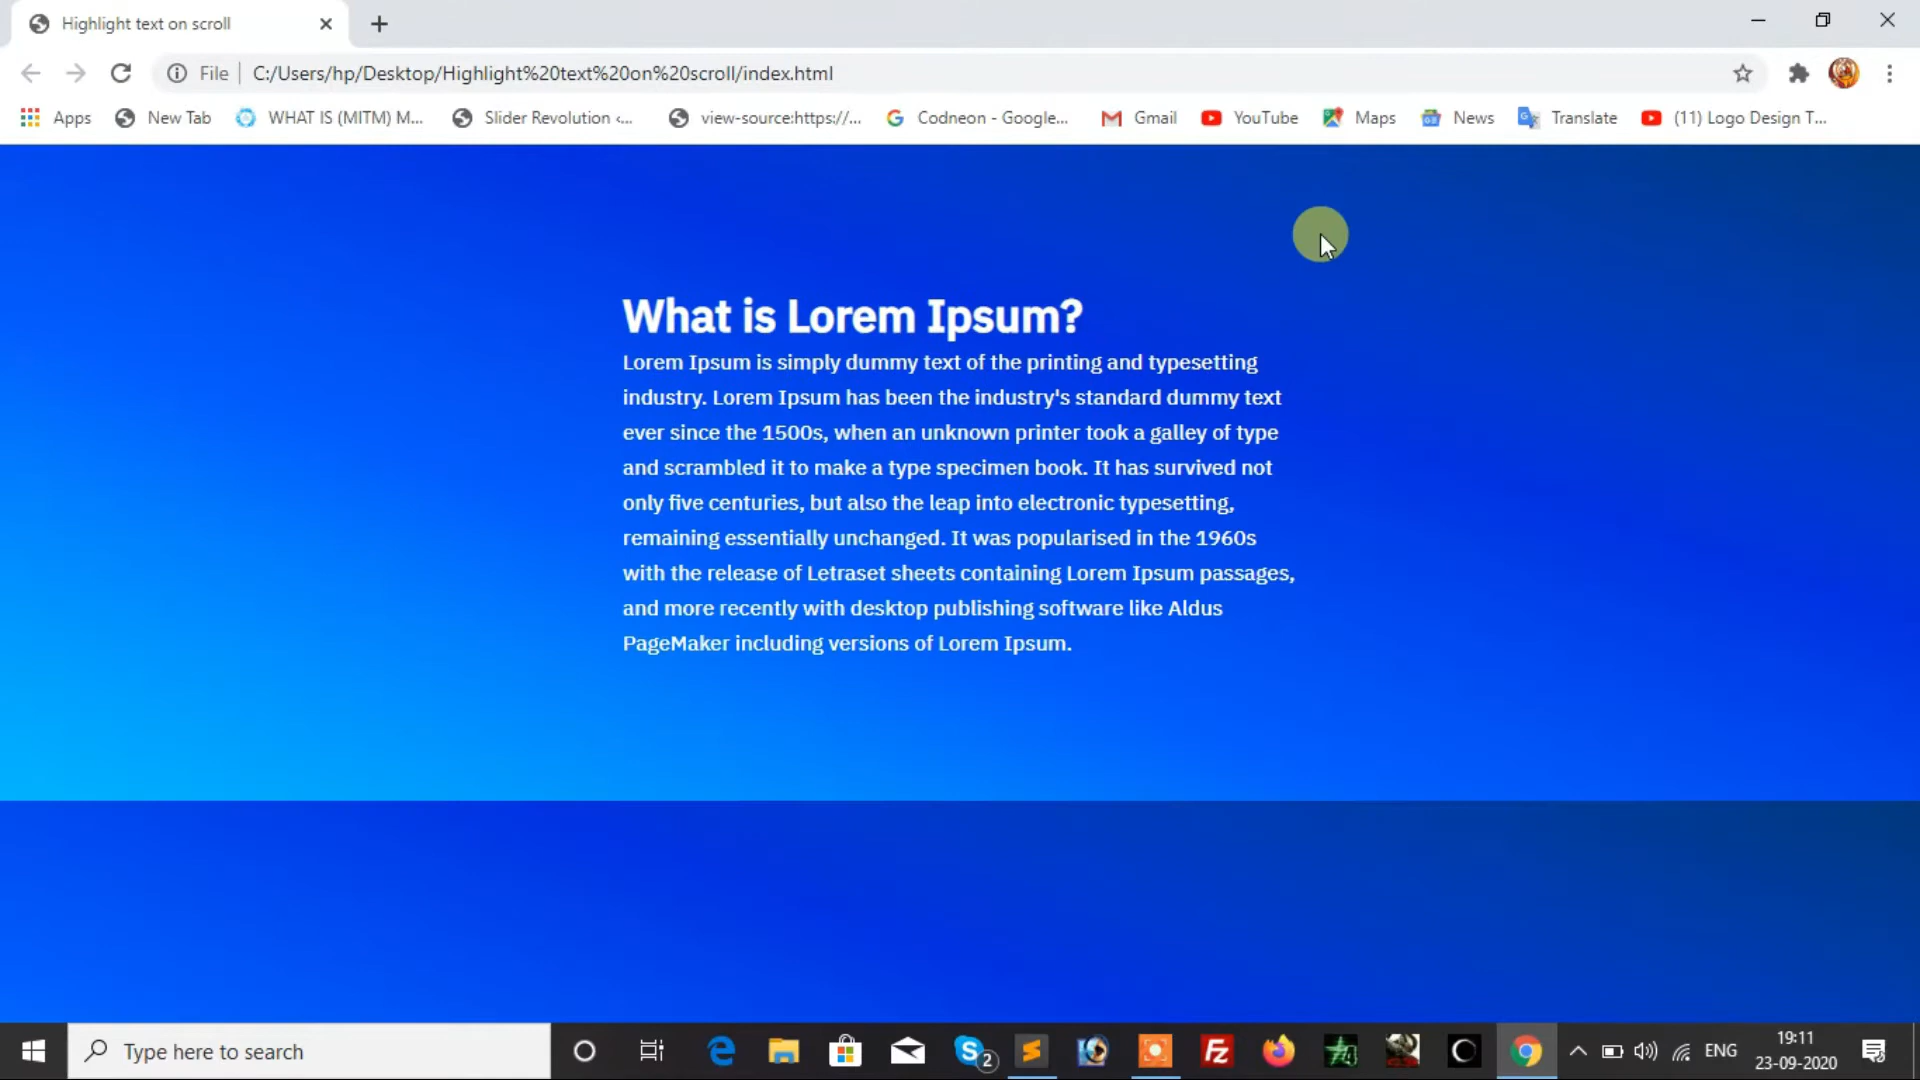 Highlight text on scroll
File
C:/Users/hp/Desktop/Highlight%20text%20on%20scroll/index.html
Apps
New Tab
WHAT IS (MITM) M...
Slider Revolution ‹...
view-source:https://...
Codneon - Google...
Gmail
YouTube
Maps
News
Translate
(11) Logo Design T...
What is Lorem Ipsum?
Lorem Ipsum is simply dummy text of the printing and typesetting
industry. Lorem Ipsum has been the industry's standard dummy text
ever since the 1500s, when an unknown printer took a galley of type
and scrambled it to make a type specimen book. It has survived not
only five centuries, but also the leap into electronic typesetting,
remaining essentially unchanged. It was popularised in the 1960s
with the release of Letraset sheets containing Lorem Ipsum passages,
and more recently with desktop publishing software like Aldus
PageMaker including versions of Lorem Ipsum.
Type here to search
2
ENG
19:11
23-09-2020